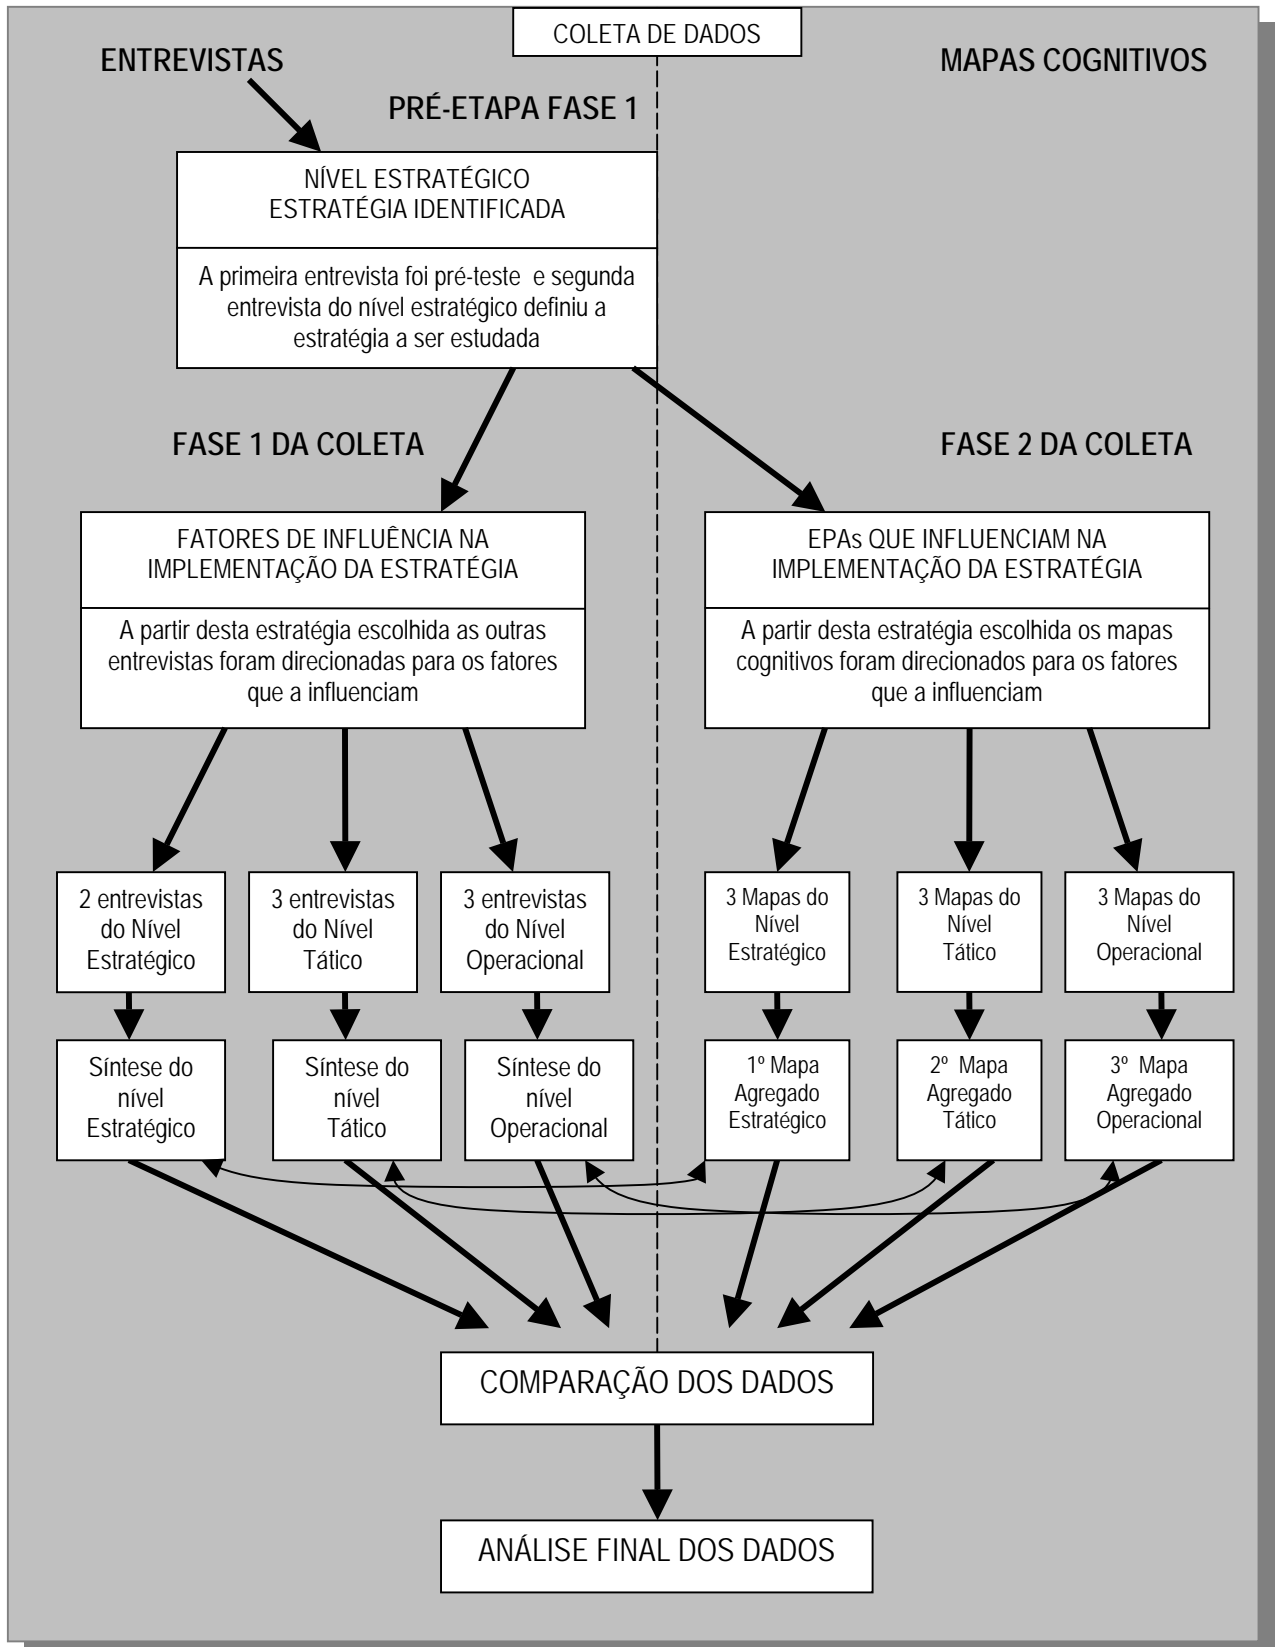 COLETA DE DADOS
ENTREVISTAS
MAPAS COGNITIVOS
PRÉ-ETAPA FASE 1
NÍVEL ESTRATÉGICO
ESTRATÉGIA IDENTIFICADA
A primeira entrevista foi pré-teste e segunda
entrevista do nível estratégico definiu a
estratégia a ser estudada
FASE 1 DA COLETA
FASE 2 DA COLETA
FATORES DE INFLUÊNCIA NA
IMPLEMENTAÇÃO DA ESTRATÉGIA
A partir desta estratégia escolhida as outras
entrevistas foram direcionadas para os fatores
que a influenciam
EPAs QUE INFLUENCIAM NA
IMPLEMENTAÇÃO DA ESTRATÉGIA
A partir desta estratégia escolhida os mapas
cognitivos foram direcionados para os fatores
que a influenciam
2 entrevistas
do Nível
Estratégico
3 entrevistas
do Nível
Tático
3 entrevistas
do Nível
Operacional
3 Mapas do
Nível
Estratégico
3 Mapas do
Nível
Tático
3 Mapas do
Nível
Operacional
Síntese do
nível
Estratégico
Síntese do
nível
Tático
Síntese do
nível
Operacional
1º Mapa
Agregado
Estratégico
2º Mapa
Agregado
Tático
3º Mapa
Agregado
Operacional
COMPARAÇÃO DOS DADOS
ANÁLISE FINAL DOS DADOS